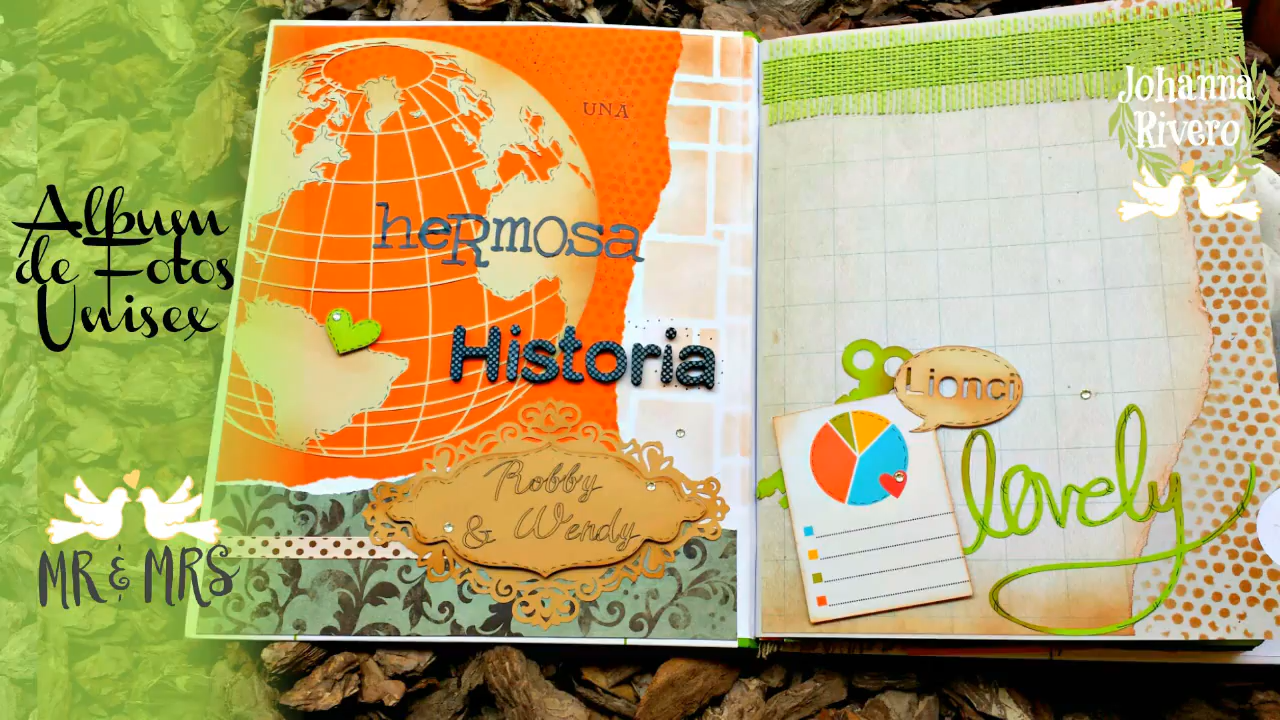 Album
de Fotos
Unisex
MR & MRS
UNA
hermosa
Historia
Robby
& Wendy
Johanna
Rivero
Lionci
lovely